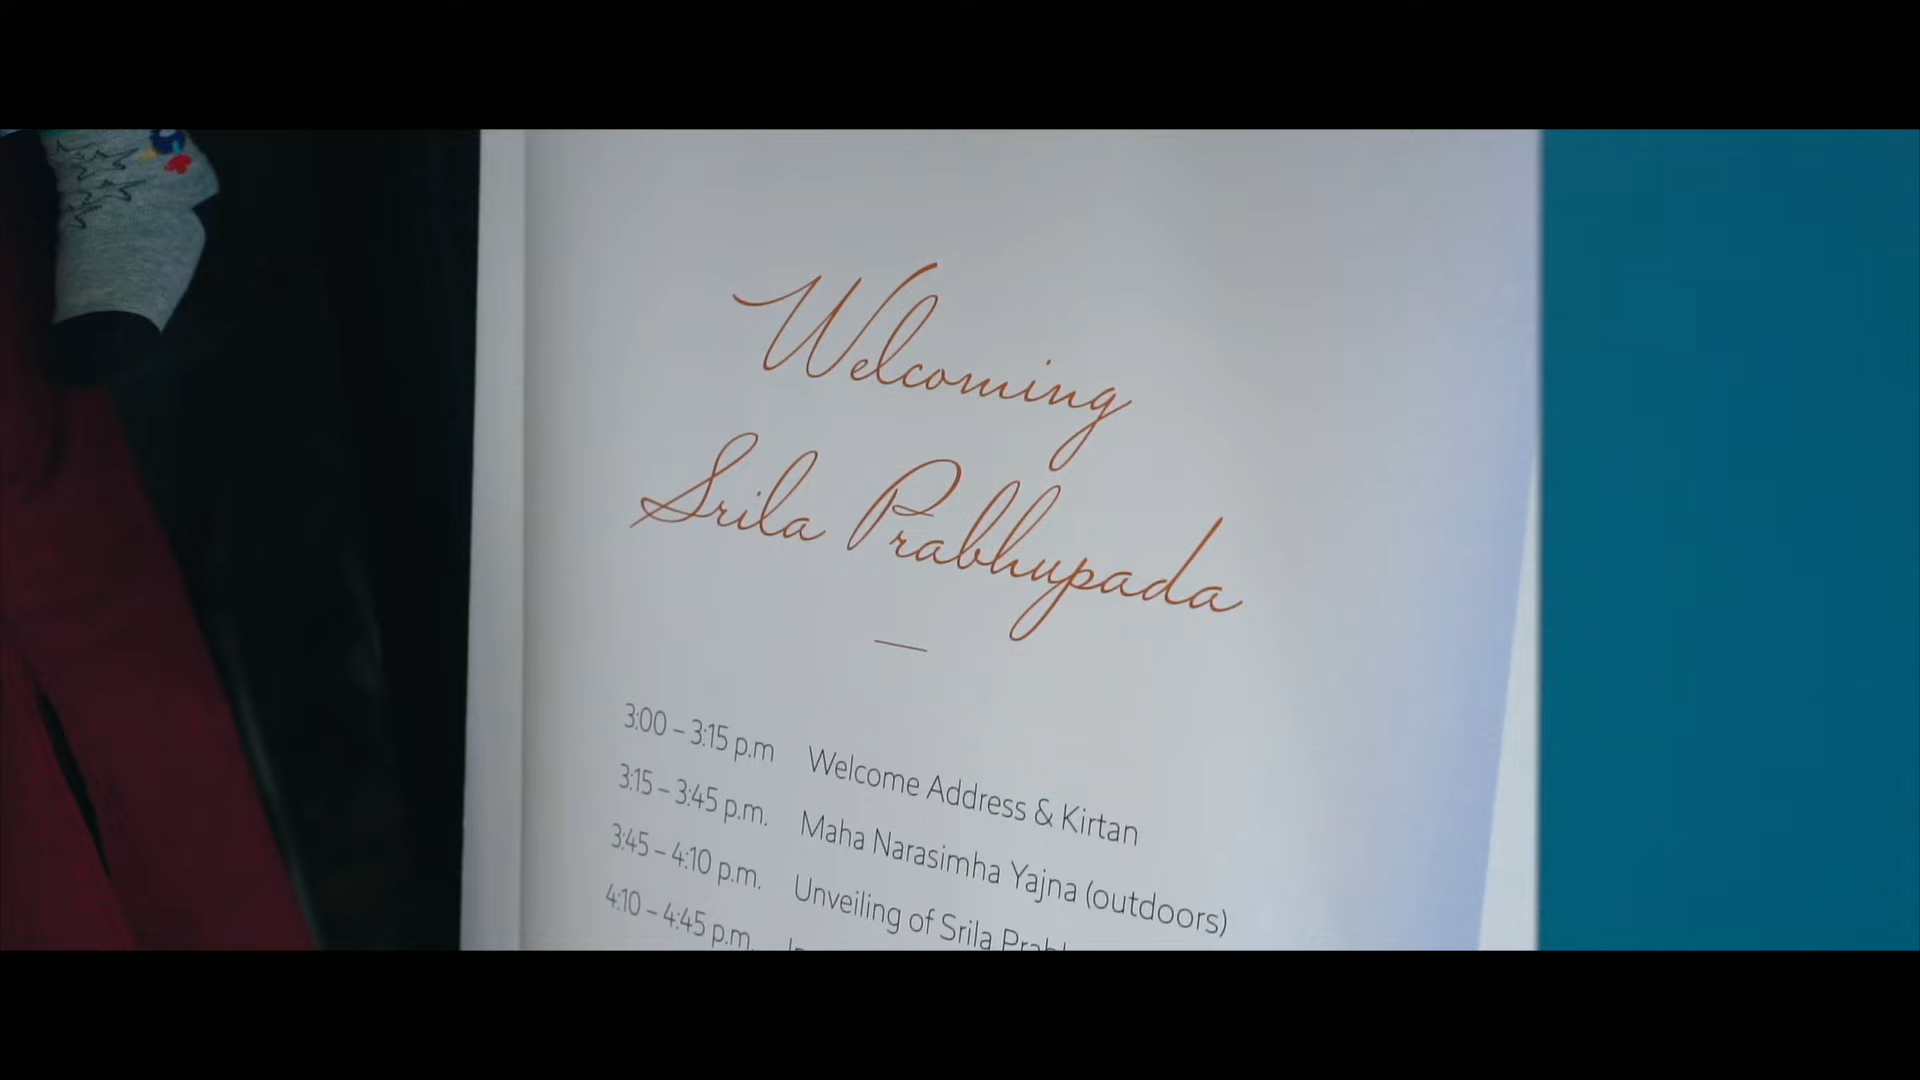 Welcoming
Srila Prabhupada
3:00 – 3:15 p.m Welcome Address & Kirtan
3:15 – 3:45 p.m. Maha Narasimha Yajna (outdoors)
3:45 – 4:10 p.m. Unveiling of Srila
4:10 – 4:45 p.m.